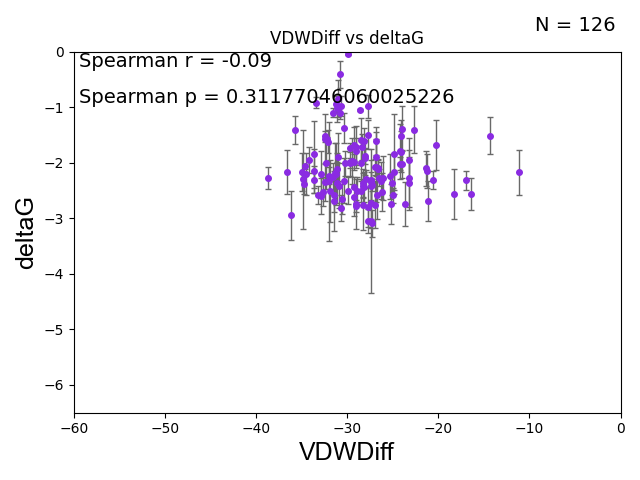 N = 126
VDWDiff vs deltaG
Spearman r = -0.09
Spearman p = 0.31177046060025226
deltaG
0
−1
−2
−3
−4
−5
−6
−60
−50
−40
−30
−20
−10
0
VDWDiff